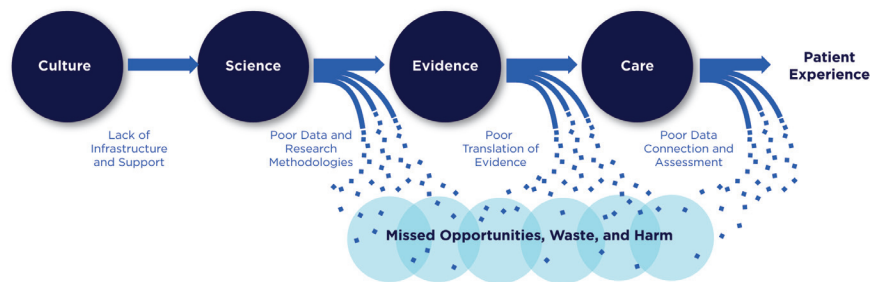 Culture
Science
Evidence
Care
Patient
Experience
Lack of
Infrastructure
and Support
Poor Data and
Research
Methodologies
Poor
Translation of
Evidence
Poor Data
Connection and
Assessment
Missed Opportunities, Waste, and Harm